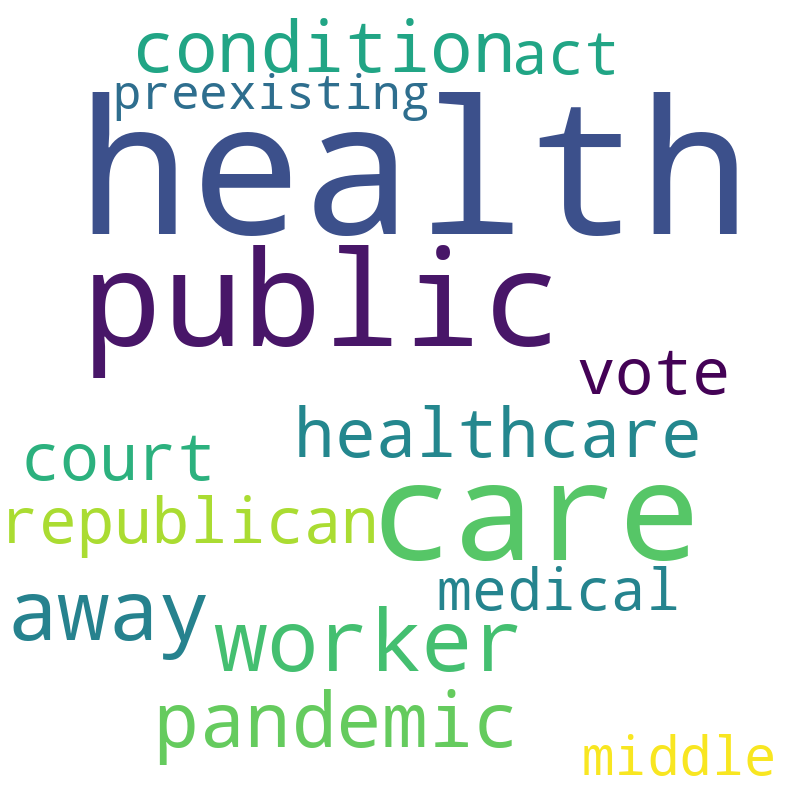 condition act
preexisting
health
public
vote
healthcare
court
care
republican
medical
away
worker
pandemic
middle